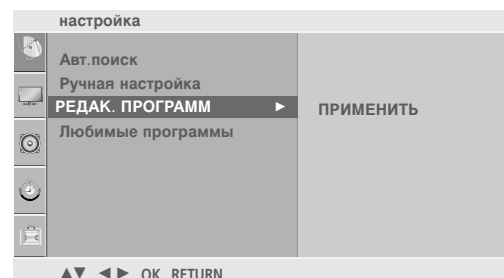 настройка
Авт.поиск
Ручная настройка
РЕДАК. ПРОГРАММ ►
ПРИМЕНИТЬ
Любимые программы
▲▼ ◄► OK RETURN